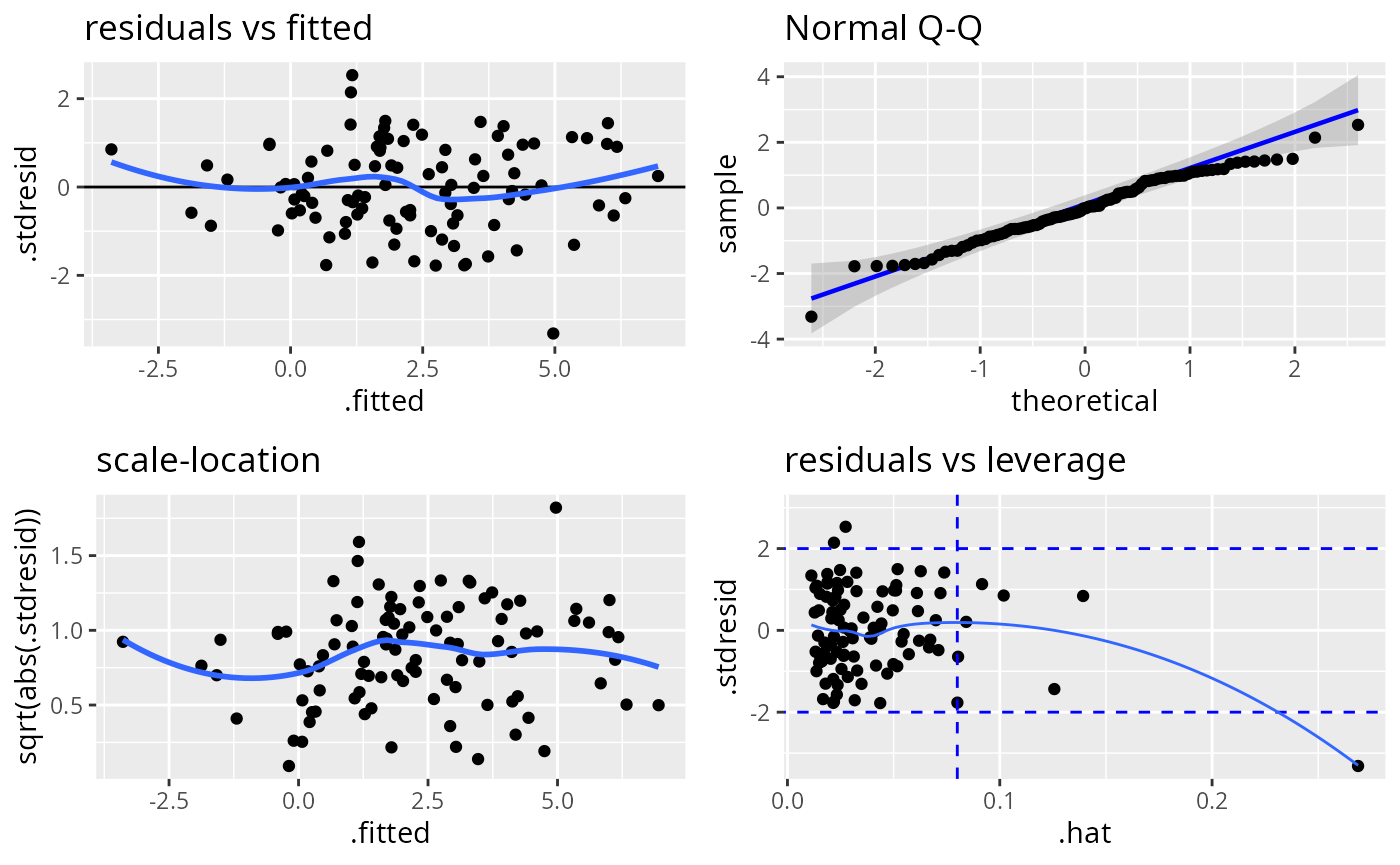 residuals vs fitted
.stdresid
2
0
-2
-2.5 0.0 2.5 5.0
.fitted
Normal Q-Q
sample
4
2
0
-2
-4
-2 -1 0 1 2
theoretical
scale-location
sqrt(abs(.stdresid))
1.5
1.0
0.5
-2.5 0.0 2.5 5.0
.fitted
residuals vs leverage
.stdresid
2
0
-2
0.0 0.1 0.2
.hat